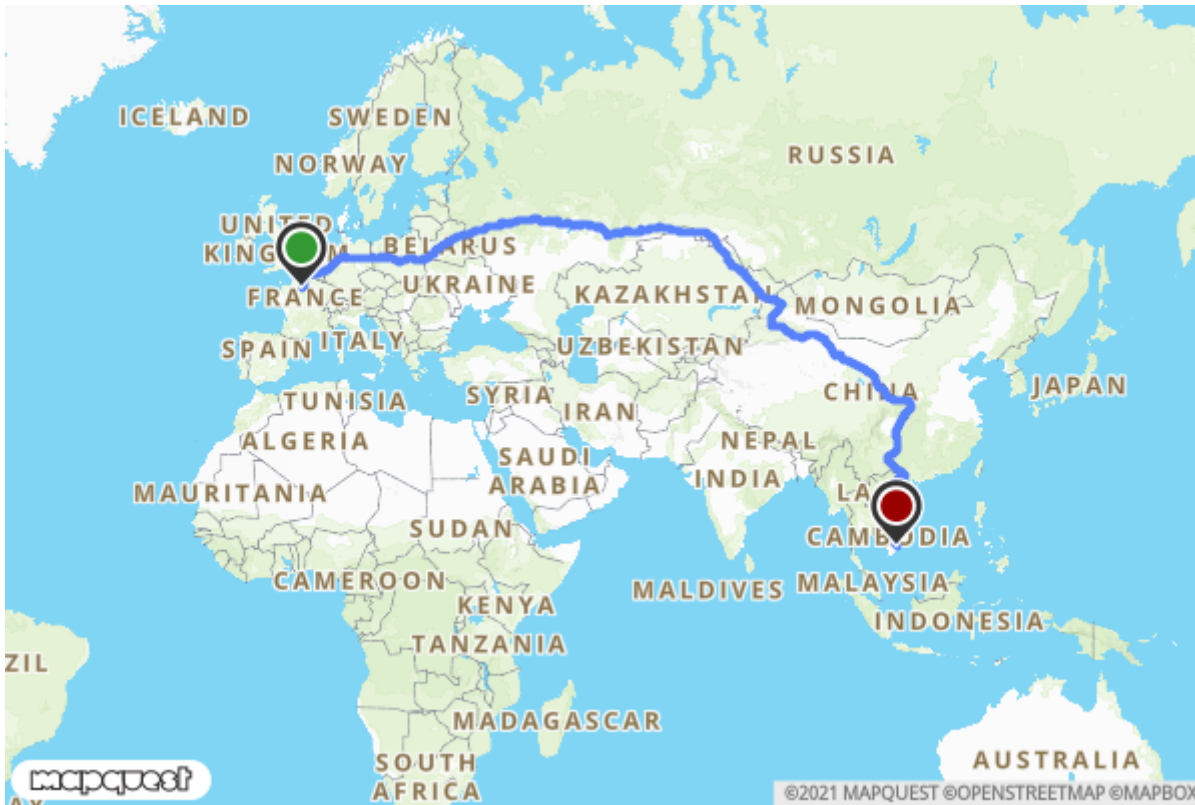 ICELAND
SWEDEN
NORWAY
RUSSIA
UNITED
KINGDOM
BELARUS
UKRAINE
FRANCE
KAZAKHSTAN
MONGOLIA
SPAIN
ITALY
UZBEKISTAN
JAPAN
CHINA
SYRIA
TUNISIA
IRAN
ALGERIA
NEPAL
SAUDI
ARABIA
INDIA
MAURITANIA
LA
SUDAN
CAMBODIA
CAMEROON
MALDIVES
MALAYSIA
KENYA
INDONESIA
TANZANIA
ZIL
MADAGASCAR
SOUTH
AFRICA
AUSTRALIA
mapquest
©2021 MAPQUEST ©OPENSTREETMAP ©MAPBOX